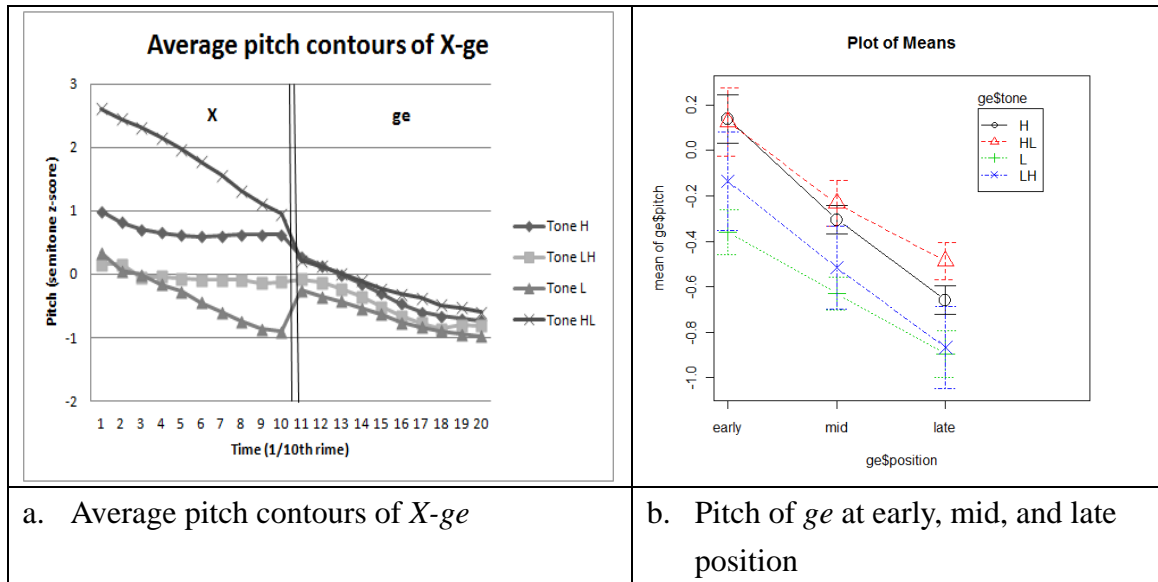 Average pitch contours of X-ge
X
ge
Pitch (semitone z-score)
3
2
1
0
-1
-2
1 2 3 4 5 6 7 8 9 10 11 12 13 14 15 16 17 18 19 20
Time (1/10th rime)
Tone H
Tone LH
Tone L
Tone HL
a. Average pitch contours of X-ge
Plot of Means
mean of ge$pitch
0.2
0.0
-0.2
-0.4
-0.6
-0.8
-1.0
ge$tone
H
HL
L
LH
early mid late
ge$position
b. Pitch of ge at early, mid, and late
position